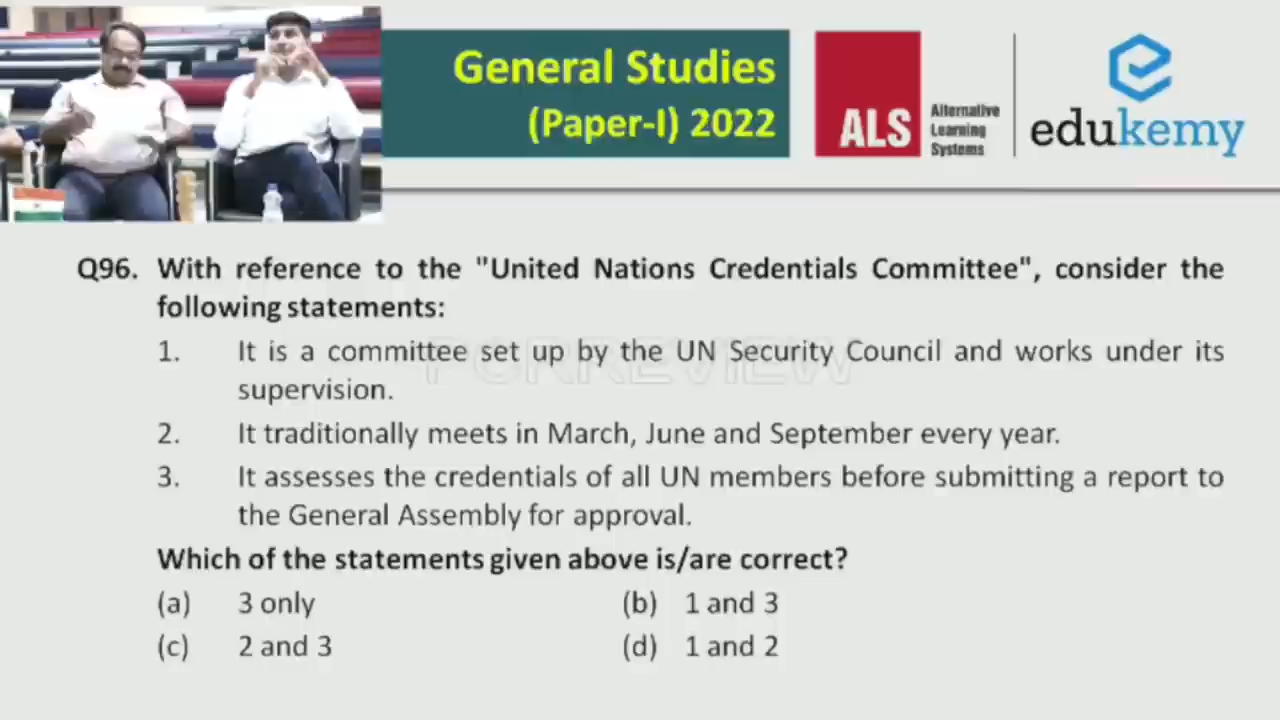 General Studies
(Paper-I) 2022
ALS
Alternative
Learning
Systems
edukemy
Q96. With reference to the "United Nations Credentials Committee", consider the
following statements:
1. It is a committee set up by the UN Security Council and works under its
supervision.
2. It traditionally meets in March, June and September every year.
3. It assesses the credentials of all UN members before submitting a report to
the General Assembly for approval.
Which of the statements given above is/are correct?
(a) 3 only (b) 1 and 3
(c) 2 and 3 (d) 1 and 2